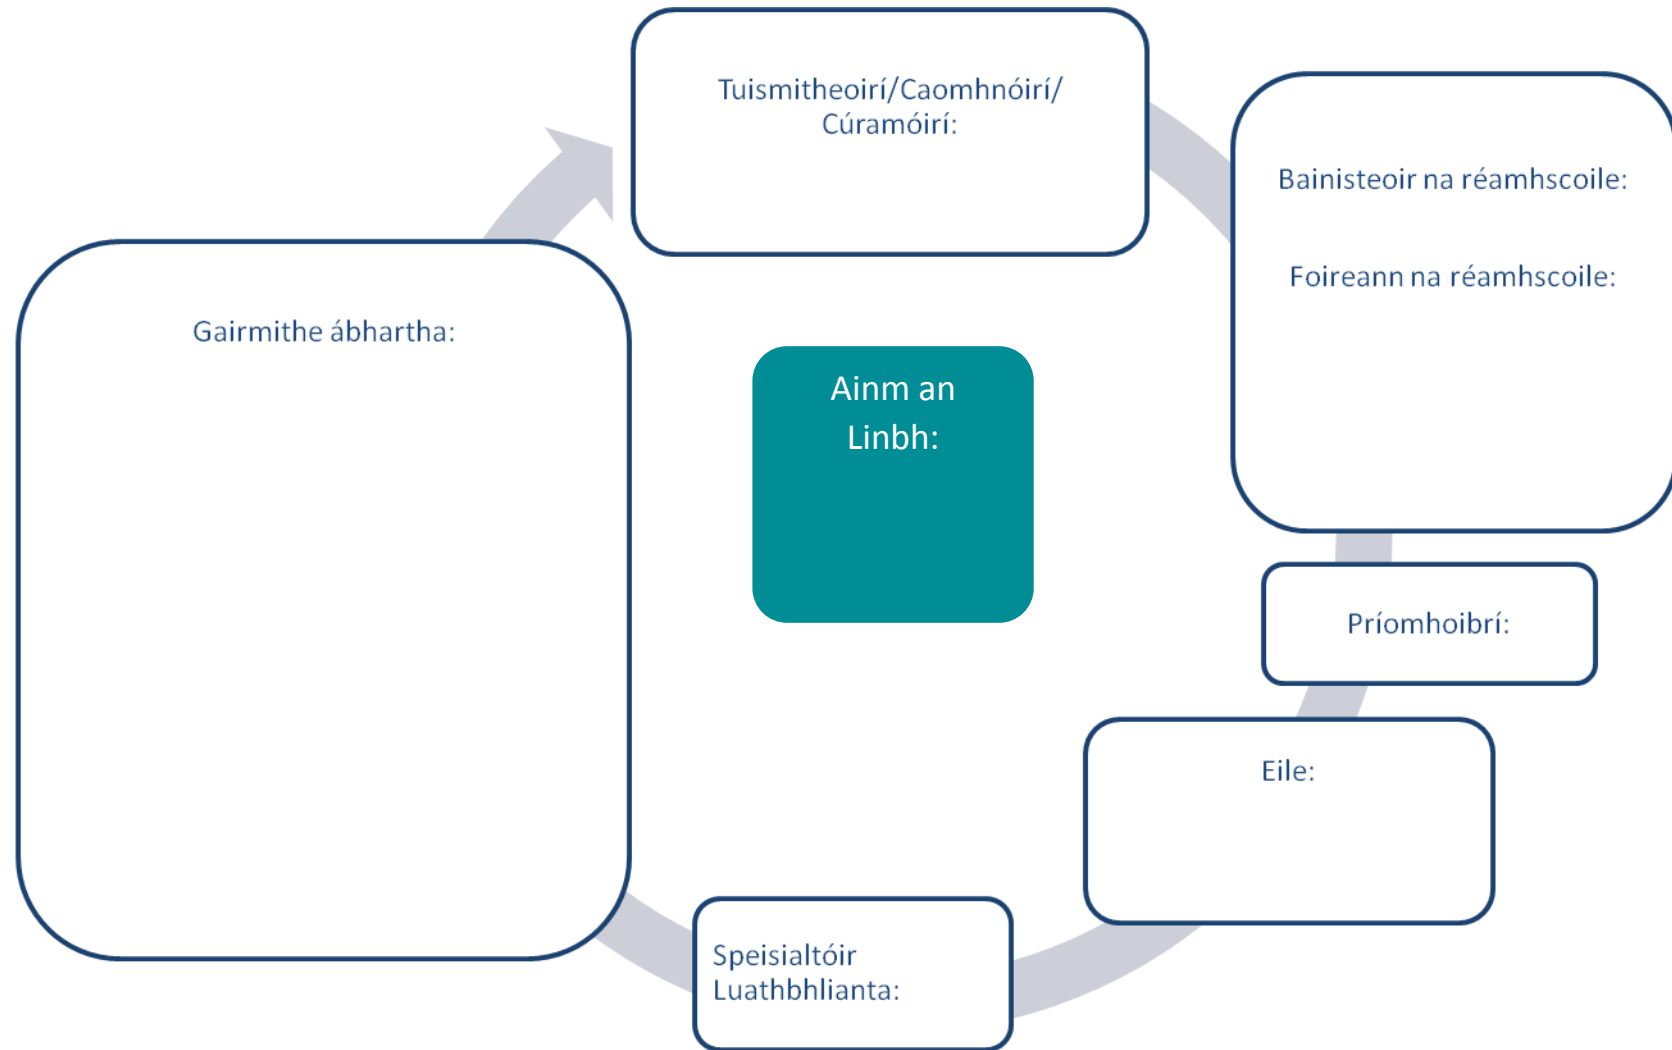 Tuismitheoirí/Caomhnóirí/
Cúramóirí:
Bainisteoir na réamhscoile:
Foireann na réamhscoile:
Príomhoibrí:
Eile:
Speisialtóir
Luathbhlianta:
Gairmithe ábhartha:
Ainm an
Linbh: